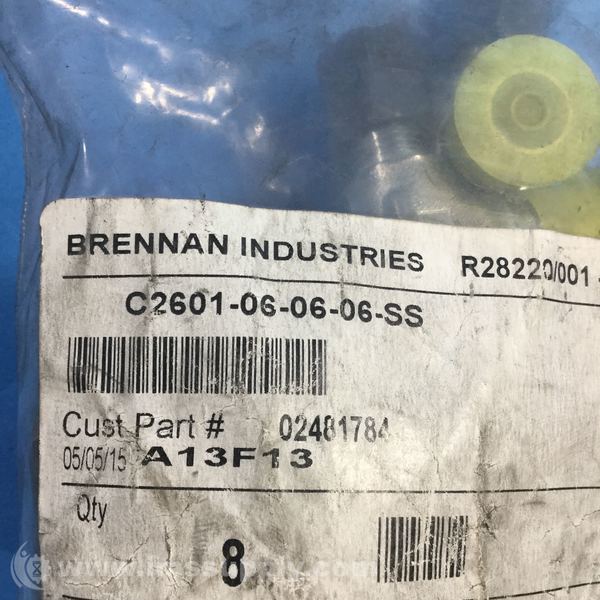 BRENNAN INDUSTRIES R28220/001
C2601-06-06-06-SS
Cust Part # 02481784
05/05/15 A13F13
Qty
8